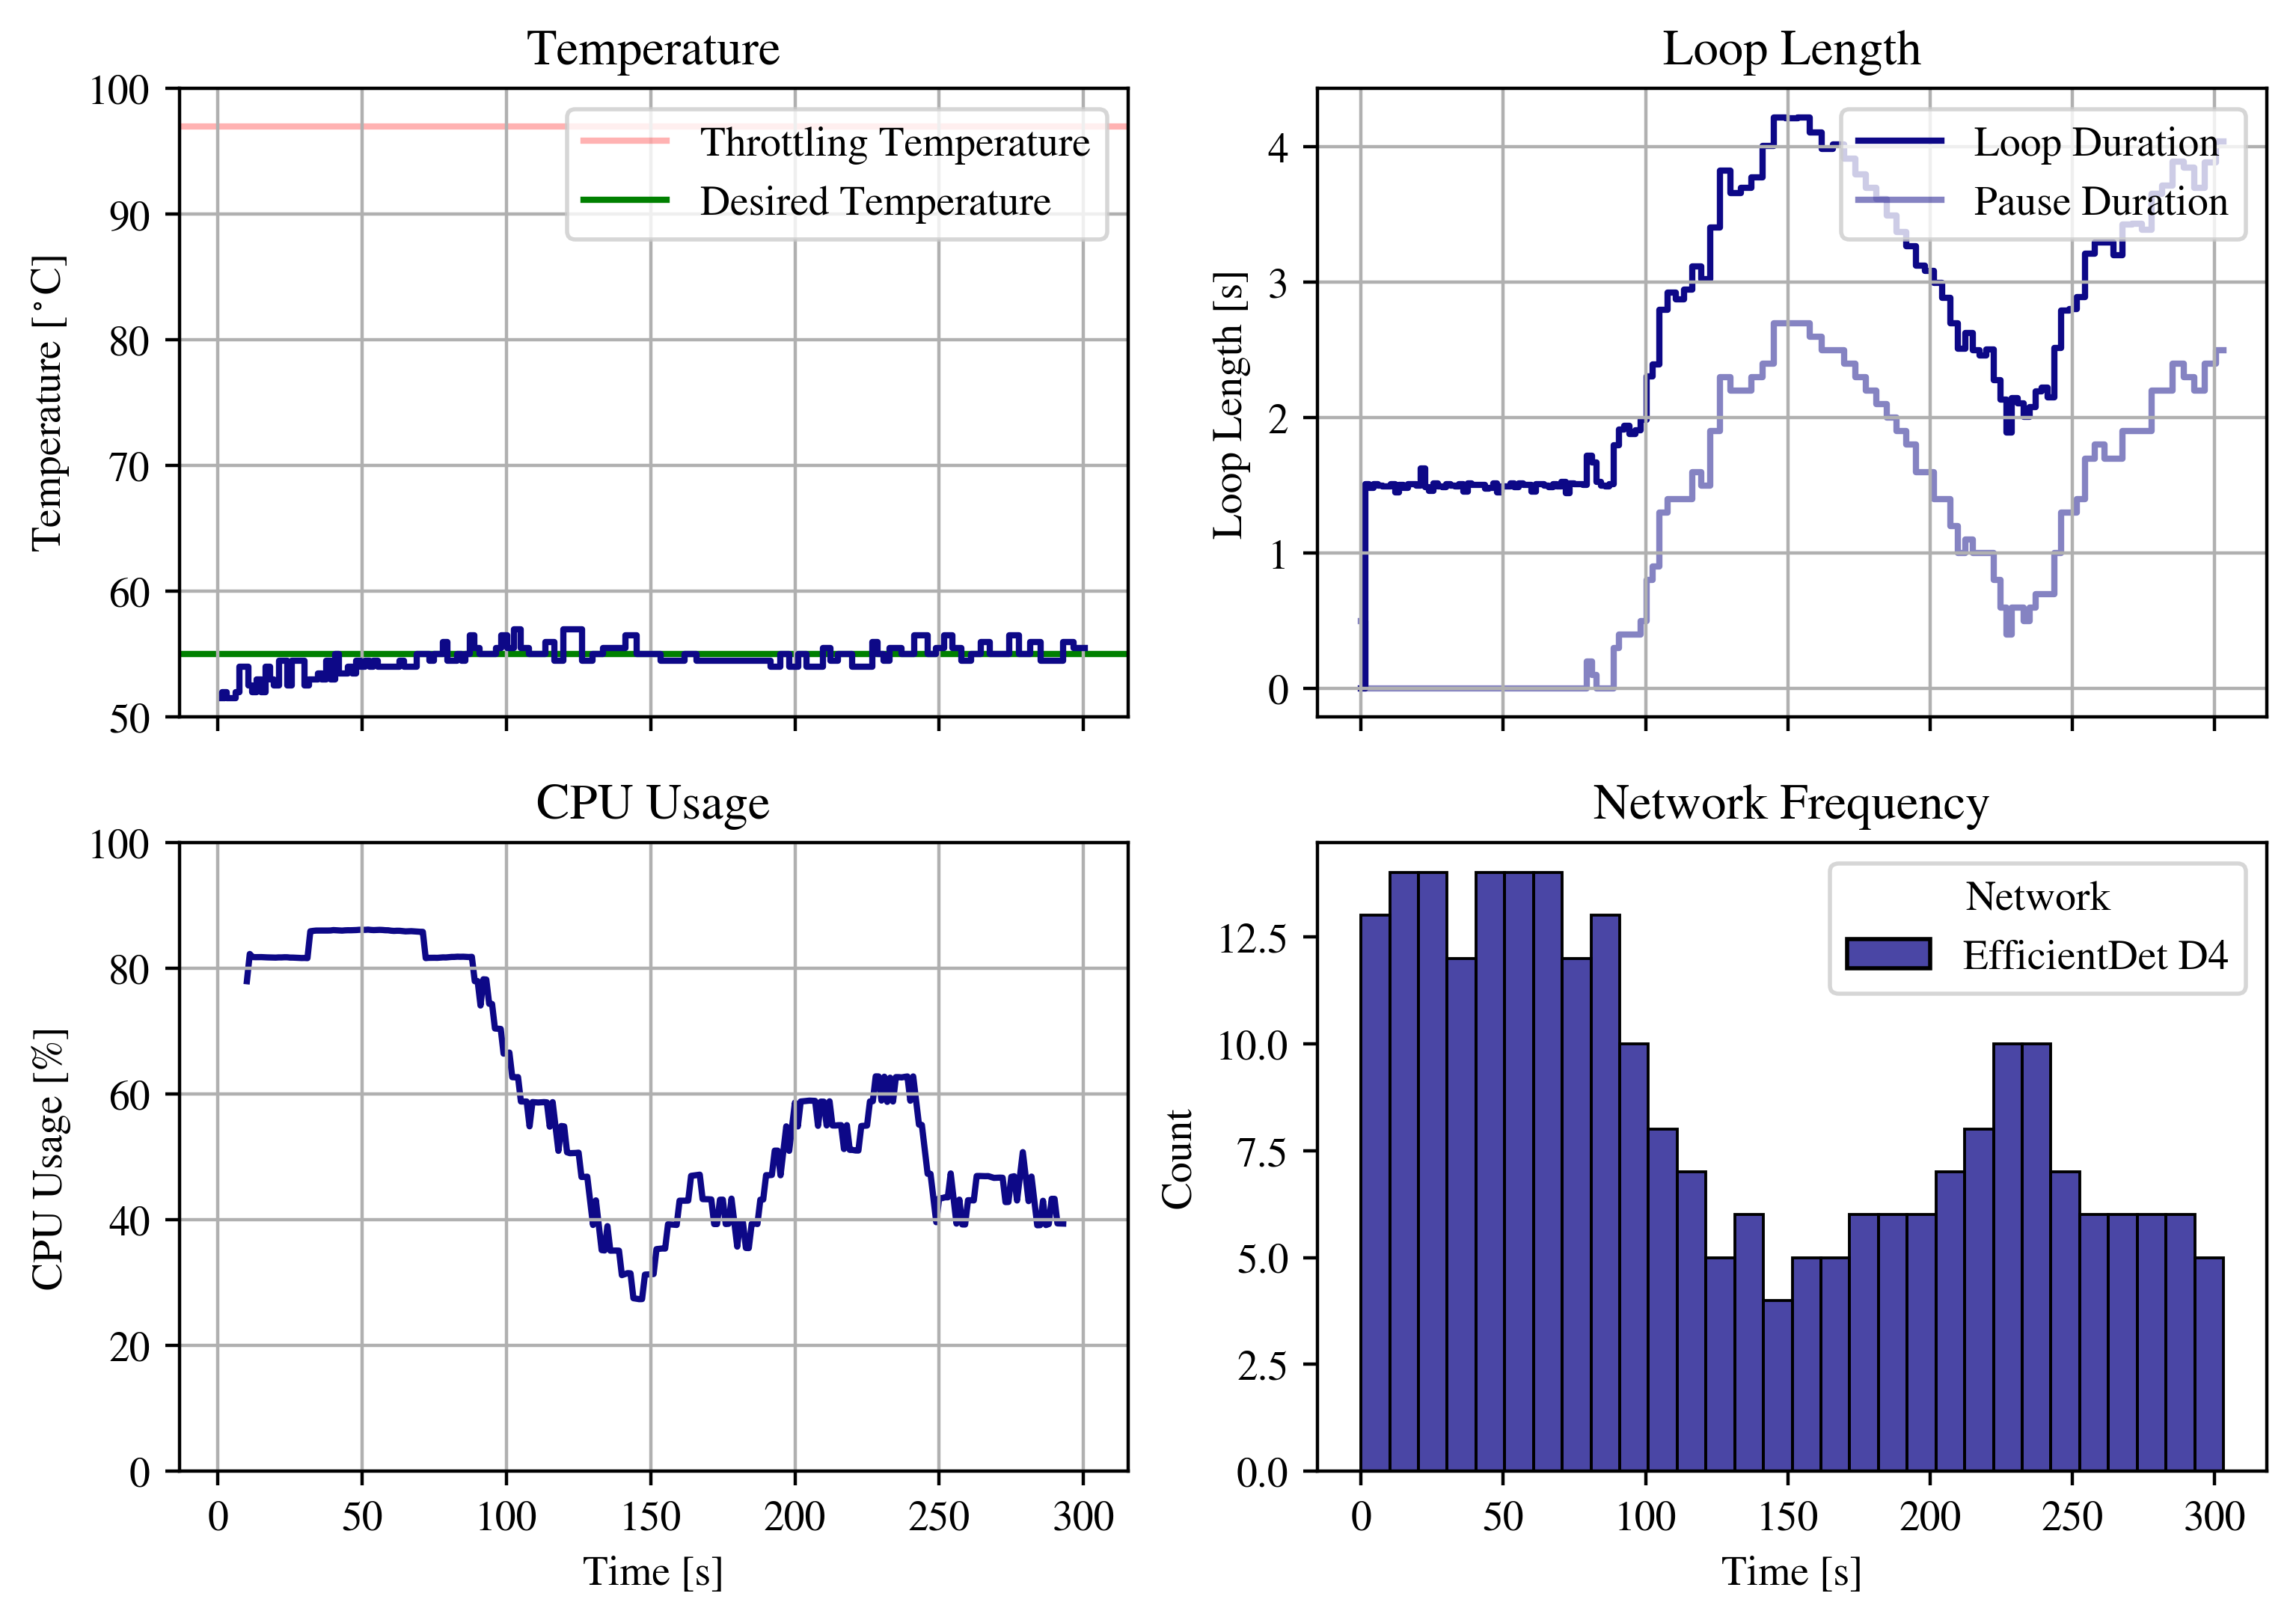 Temperature
100
90
80
70
60
50
Temperature [°C]
Throttling Temperature
Desired Temperature
Loop Length
4
3
2
1
0
Loop Length [s]
Loop Duration
Pause Duration
CPU Usage
100
80
60
40
20
0
CPU Usage [%]
0 50 100 150 200 250 300
Time [s]
Network Frequency
12.5
10.0
7.5
5.0
2.5
0.0
Count
Network
EfficientDet D4
0 50 100 150 200 250 300
Time [s]